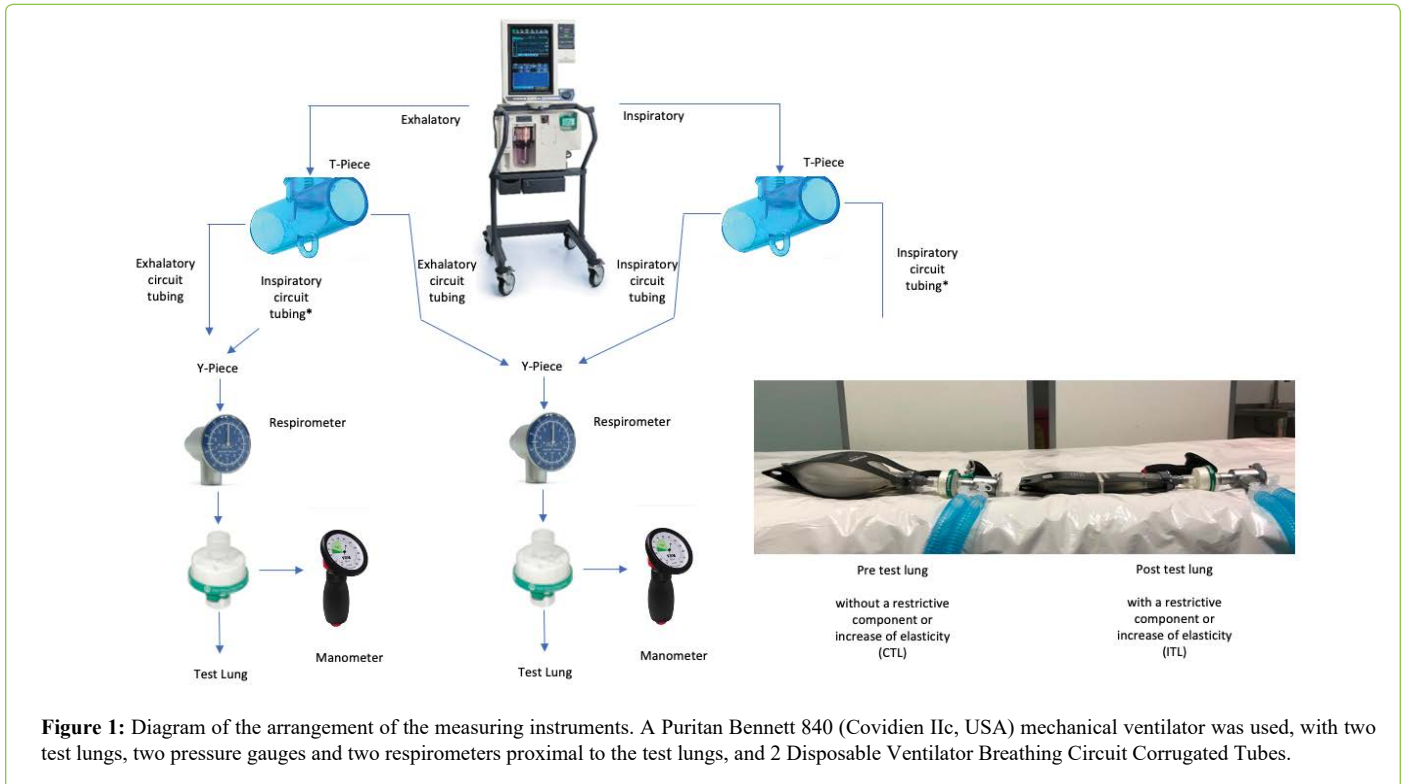 Exhalatory
Inspiratory
T-Piece
T-Piece
Exhalatory
circuit
tubing
Inspiratory
circuit
tubing*
Exhalatory
circuit
tubing
Inspiratory
circuit
tubing
Inspiratory
circuit
tubing*
Y-Piece
Y-Piece
Respirometer
Respirometer
Manometer
Manometer
Test Lung
Test Lung
Pre test lung
without a restrictive
component or
increase of elasticity
(CTL)
Post test lung
with a restrictive
component or
increase of elasticity
(ITL)
Figure 1: Diagram of the arrangement of the measuring instruments. A Puritan Bennett 840 (Covidien IIc, USA) mechanical ventilator was used, with two
test lungs, two pressure gauges and two respirometers proximal to the test lungs, and 2 Disposable Ventilator Breathing Circuit Corrugated Tubes.